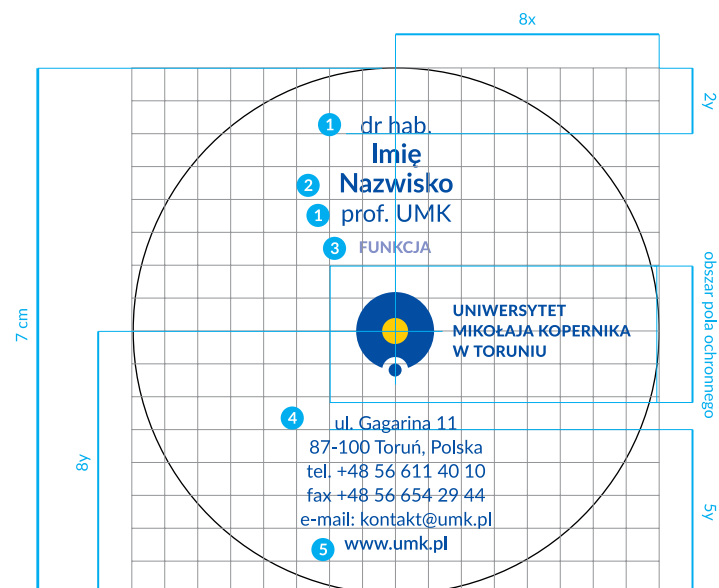 8x
2y
1 dr hab.
Imię
2 Nazwisko
1 prof. UMK
3 FUNKCJA
7 cm
obszar pola ochronnego
UNIWERSYTET
MIKOŁAJA KOPERNIKA
W TORUNIU
4 ul. Gagarina 11
87-100 Toruń, Polska
8y
tel. +48 56 611 40 10
fax +48 56 654 29 44
5y
e-mail: kontakt@umk.pl
5 www.umk.pl